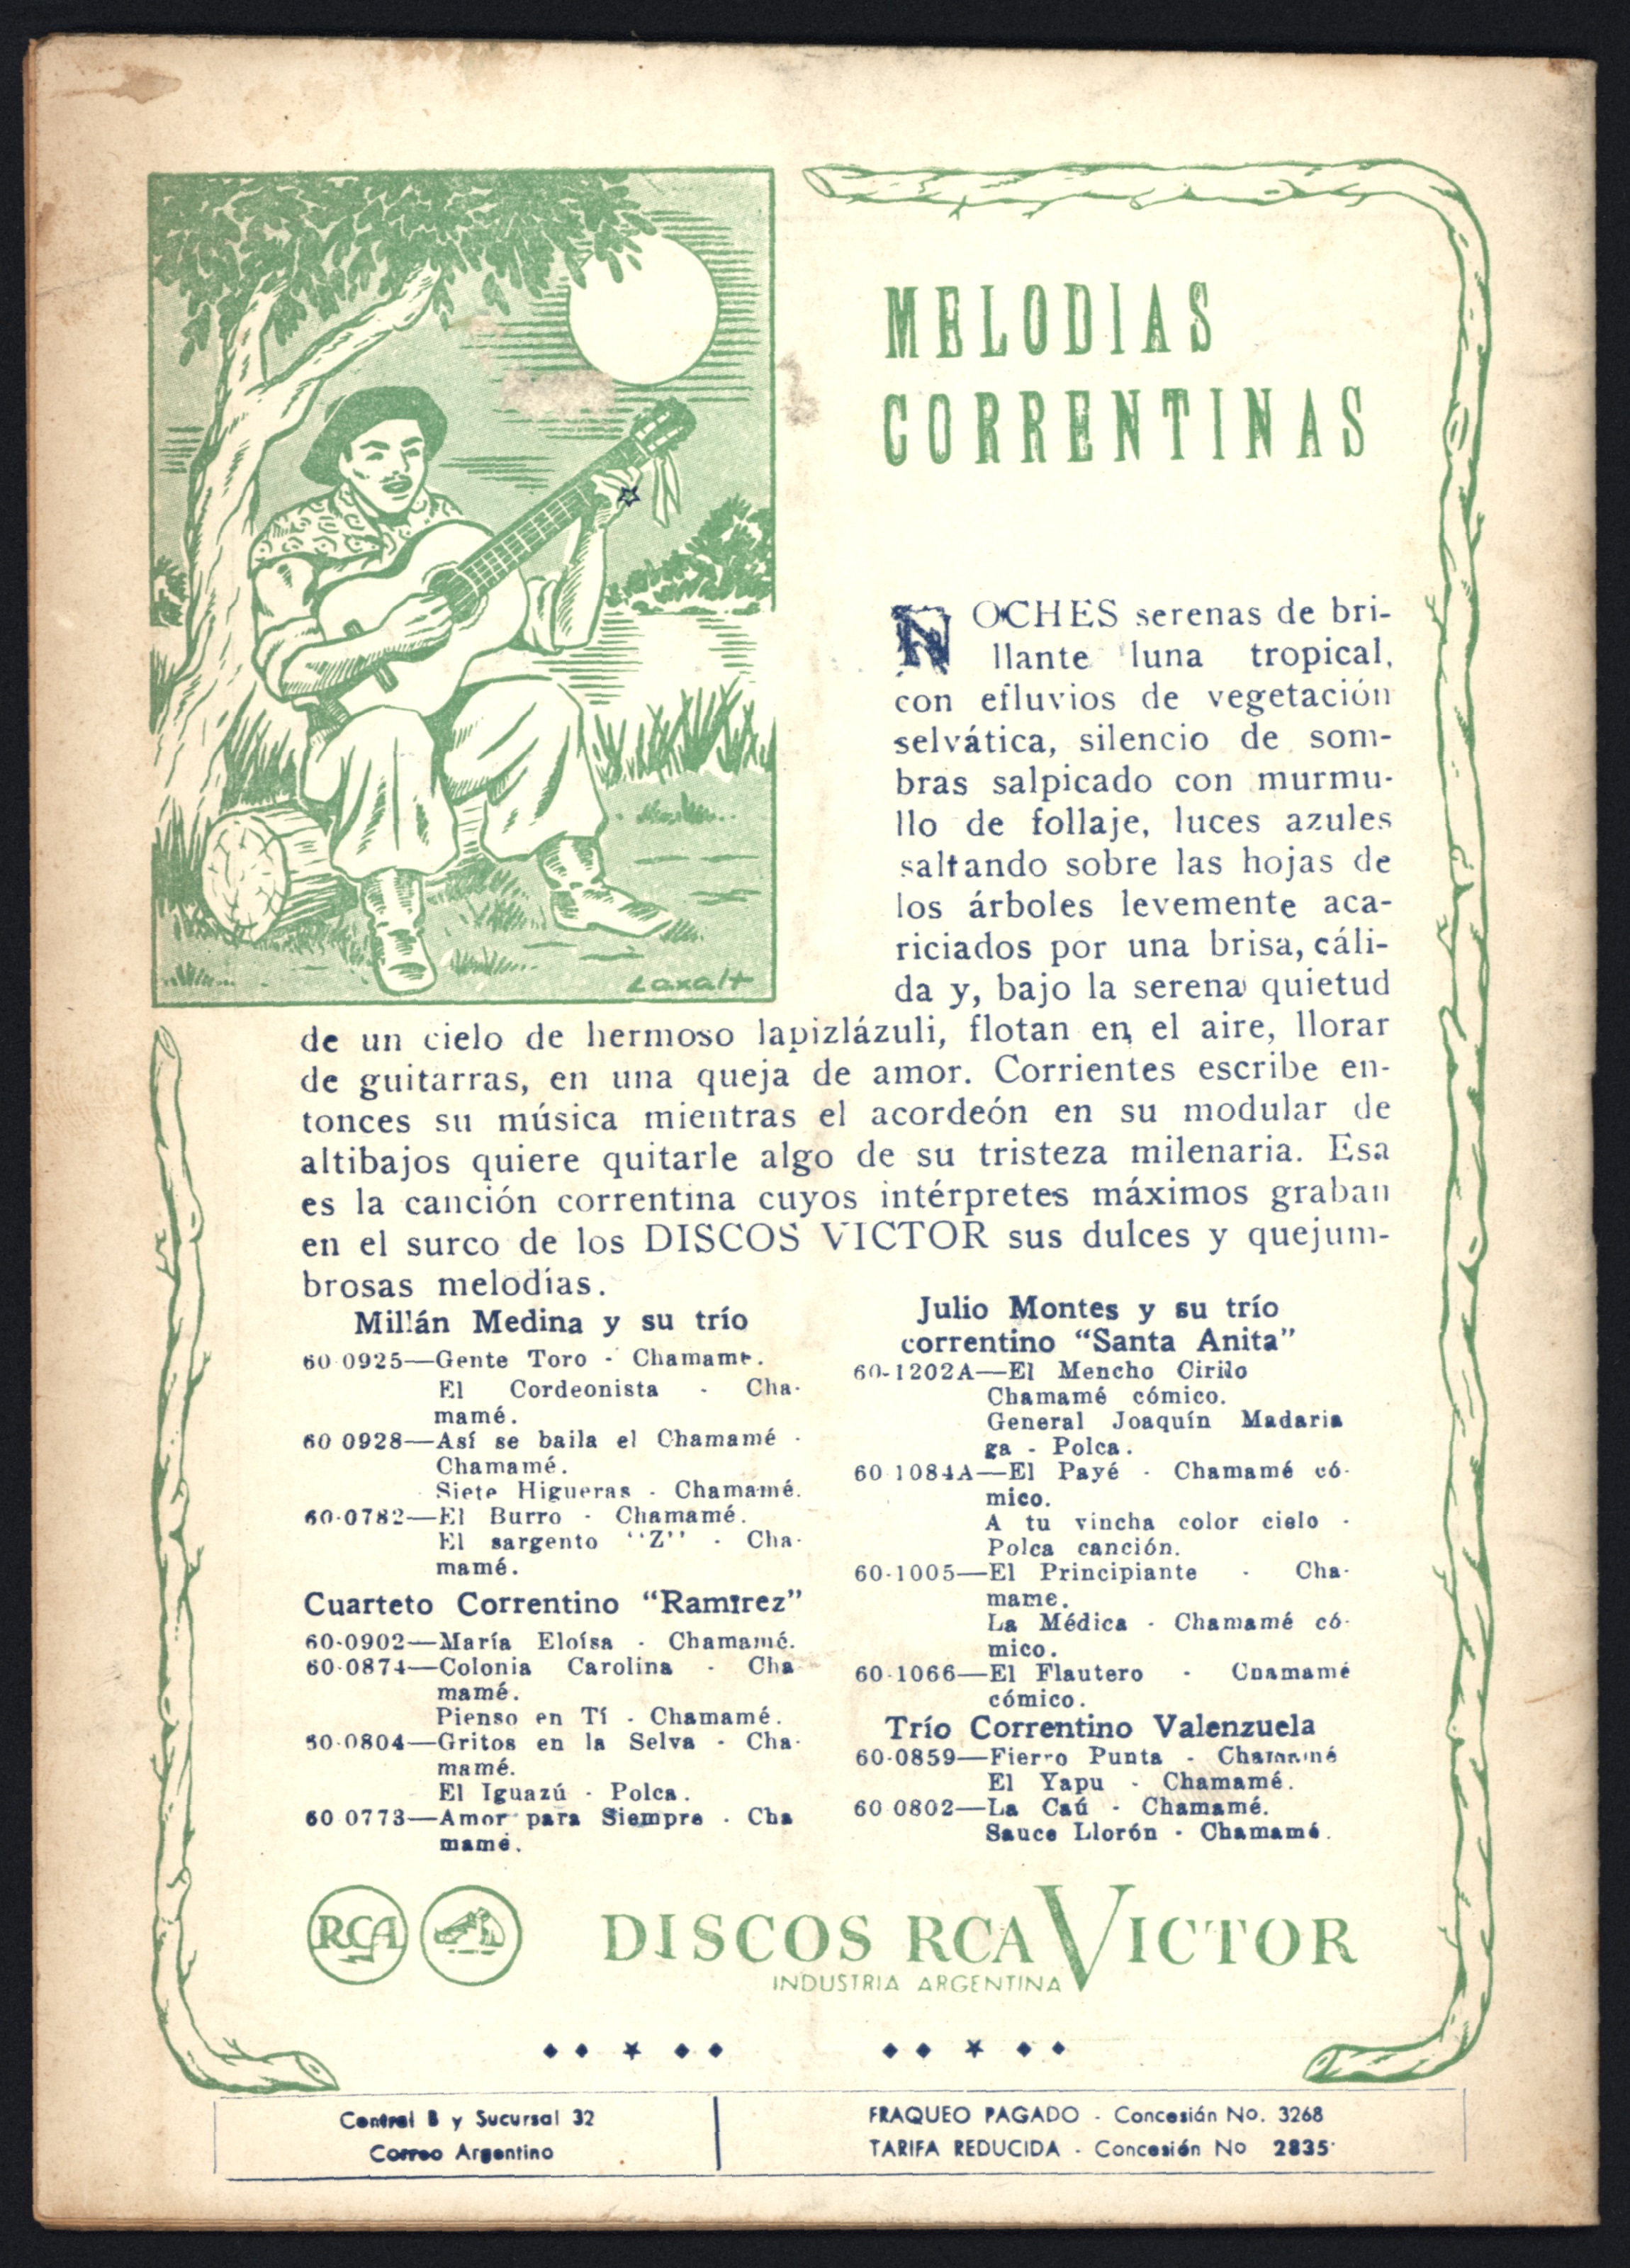 Laxalt
MELODIAS
CORRENTINAS
NOCHES serenas de bri-
llante luna tropical,
con efluvios de vegetación
selvática, silencio de som-
bras salpicado con murmu-
llo de follaje, luces azules
saltando sobre las hojas de
los árboles levemente aca-
riciados por una brisa, cáli-
da y, bajo la serena quietud
de un cielo de hermoso lapizlázuli, flotan en el aire, llorar
de guitarras, en una queja de amor. Corrientes escribe en-
tonces su música mientras el acordeón en su modular de
altibajos quiere quitarle algo de su tristeza milenaria. Esa
es la canción correntina cuyos intérpretes máximos graban
en el surco de los DISCOS VICTOR sus dulces y quejum-
brosas melodías.
Millán Medina y su trío
60-0925—Gente Toro - Chamamé.
El Cordeonista - Cha-
mamé.
60 0928—Así se baila el Chamamé -
Chamamé.
Siete Higueras - Chamamé.
60-0782—El Burro - Chamamé.
El sargento "Z" - Cha-
mamé.
Cuarteto Correntino "Ramírez"
60-0902—María Eloísa - Chamamé.
60-0874—Colonia Carolina - Cha
mamé.
Pienso en Tí - Chamamé.
60-0804—Gritos en la Selva - Cha-
mamé.
El Iguazú - Polca.
60 0773—Amor para Siempre - Cha
mamé.
Julio Montes y su trío
correntino "Santa Anita"
60-1202A—El Mencho Cirilo
Chamamé cómico.
General Joaquín Madaria
ga - Polca.
60 1084A—El Payé - Chamamé có-
mico.
A tu vincha color cielo -
Polca canción.
60-1005—El Principiante - Cha-
mame.
La Médica - Chamamé có-
mico.
60-1066—El Flautero - Chamamé
cómico.
Trío Correntino Valenzuela
60-0859—Fierro Punta - Chamamé
El Yapu - Chamamé.
60 0802—La Caú - Chamamé.
Sauce Llorón - Chamamé.
RCA DISCOS RCA VICTOR
INDUSTRIA ARGENTINA
Central B y Sucursal 32
Correo Argentino
FRAQUEO PAGADO - Concesión No. 3268
TARIFA REDUCIDA - Concesión No 2835